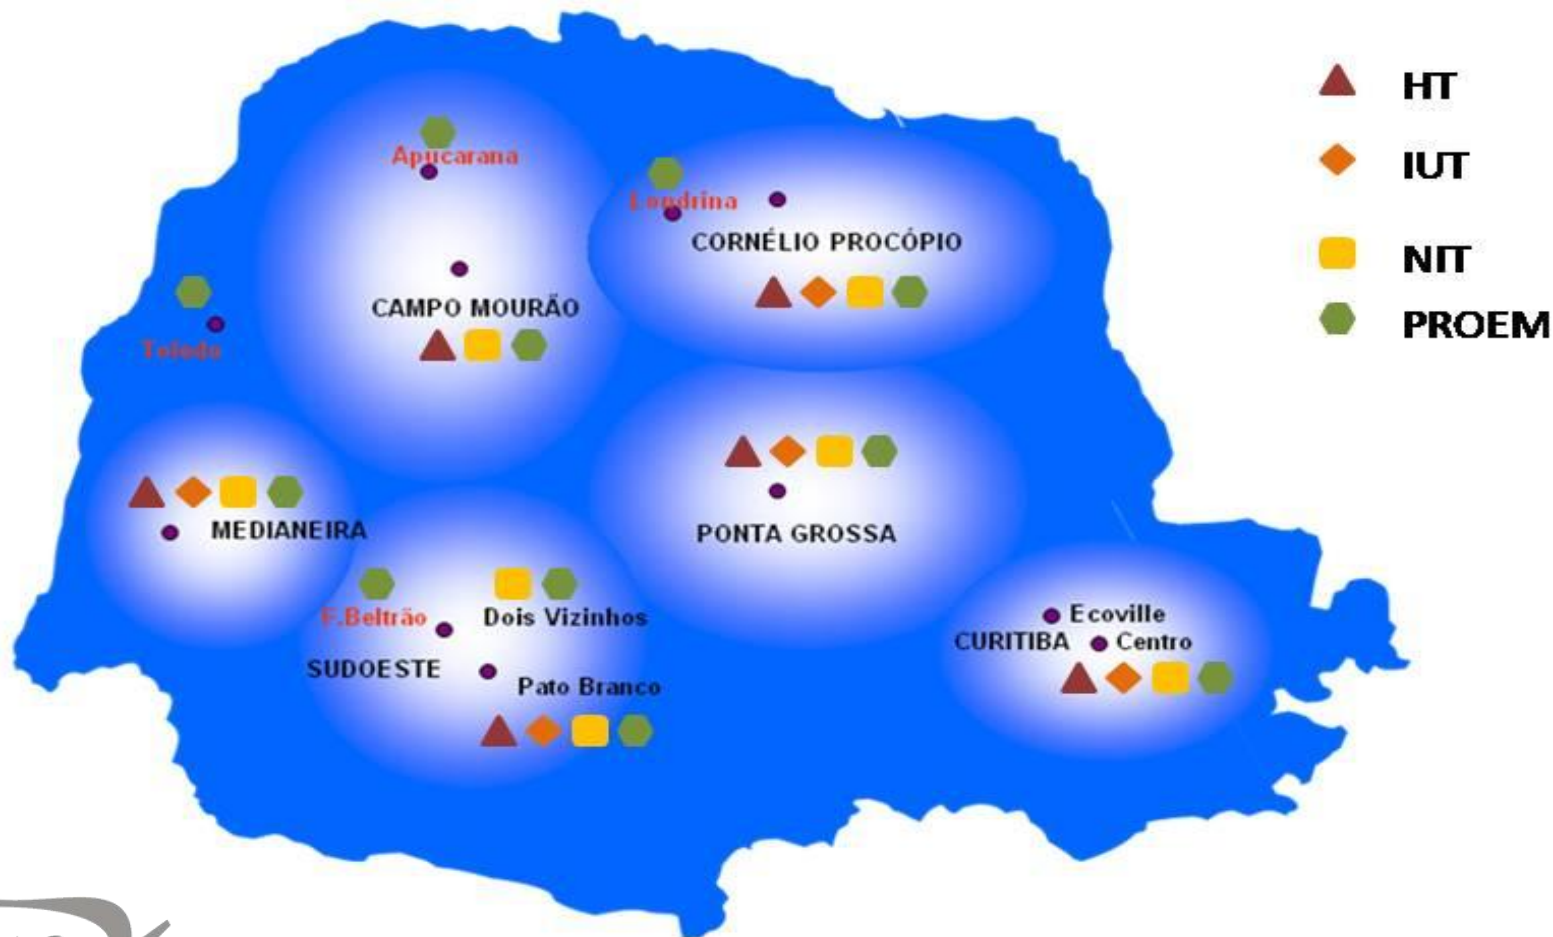 HT
IUT
NIT
PROEM
Apucarana
Londrina
CORNÉLIO PROCÓPIO
CAMPO MOURÃO
Toledo
MEDIANEIRA
PONTA GROSSA
F.Beltrão
Dois Vizinhos
SUDOESTE
Pato Branco
Ecoville
CURITIBA
Centro